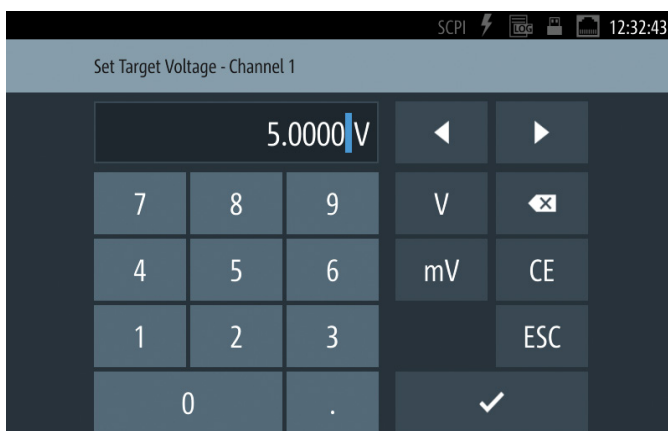 SCPI LOG 12:32:43
Set Target Voltage - Channel 1
5.0000 V
7 8 9 V
4 5 6 mV CE
1 2 3 ESC
0 .